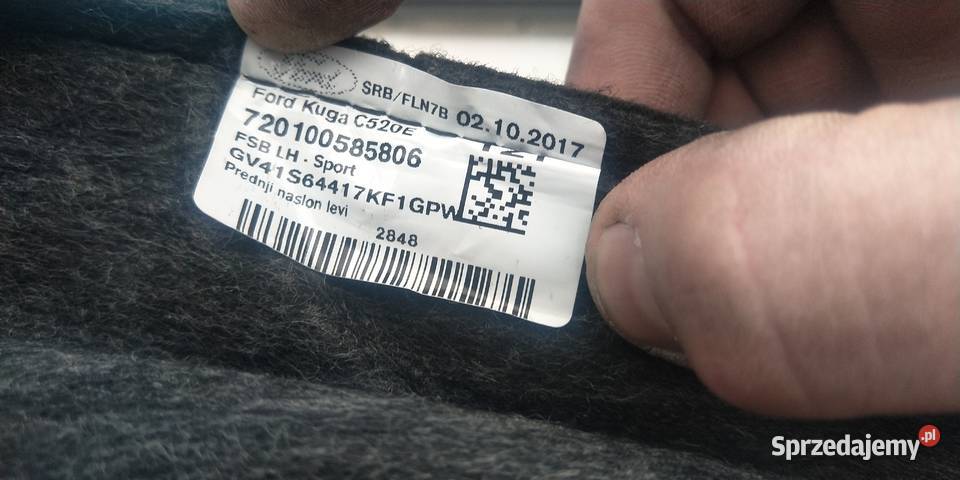 SRB/FLN7B 02.10.2017
Ford Kuga C520E
720100585806
FSB LH - Sport
GV41S64417KF1GPW
Prednji naslon levi
2848
Sprzedajemy.pl